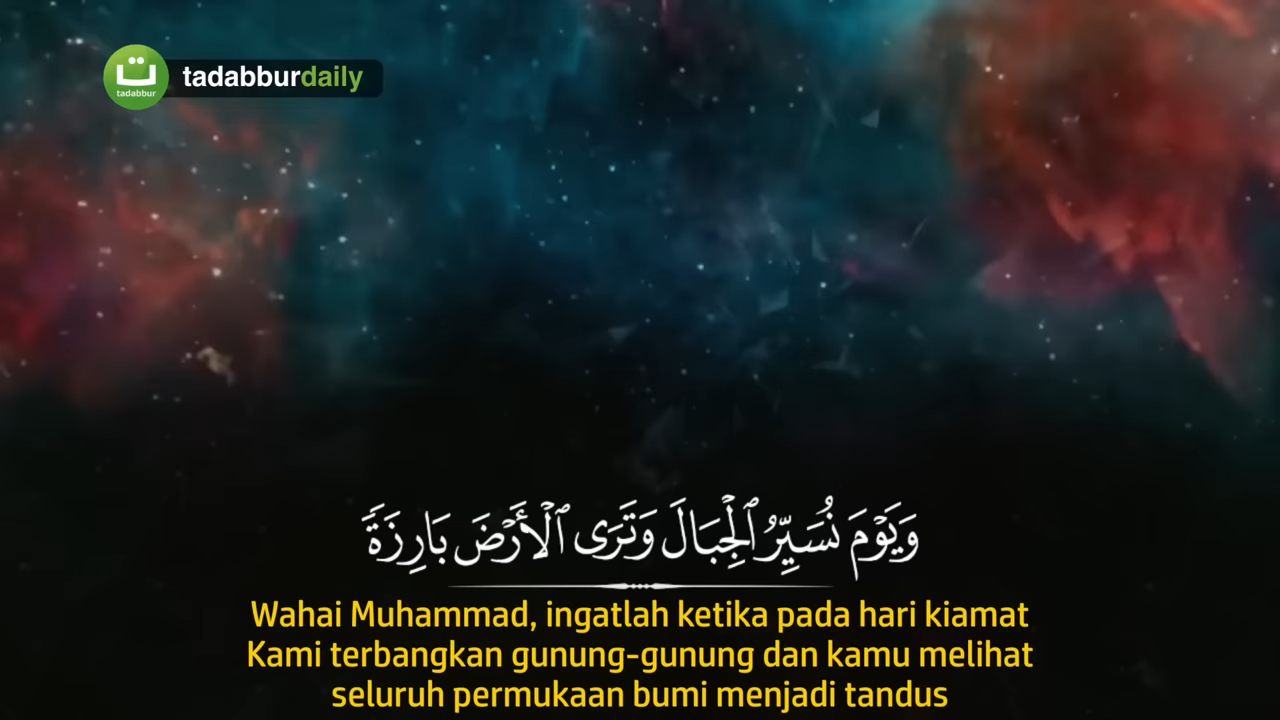 ت
tadabbur
tadabburdaily
وَيَوْمَ نُسَيِّرُ ٱلْجِبَالَ وَتَرَى ٱلْأَرْضَ بَارِزَةً
Wahai Muhammad, ingatlah ketika pada hari kiamat
Kami terbangkan gunung-gunung dan kamu melihat
seluruh permukaan bumi menjadi tandus